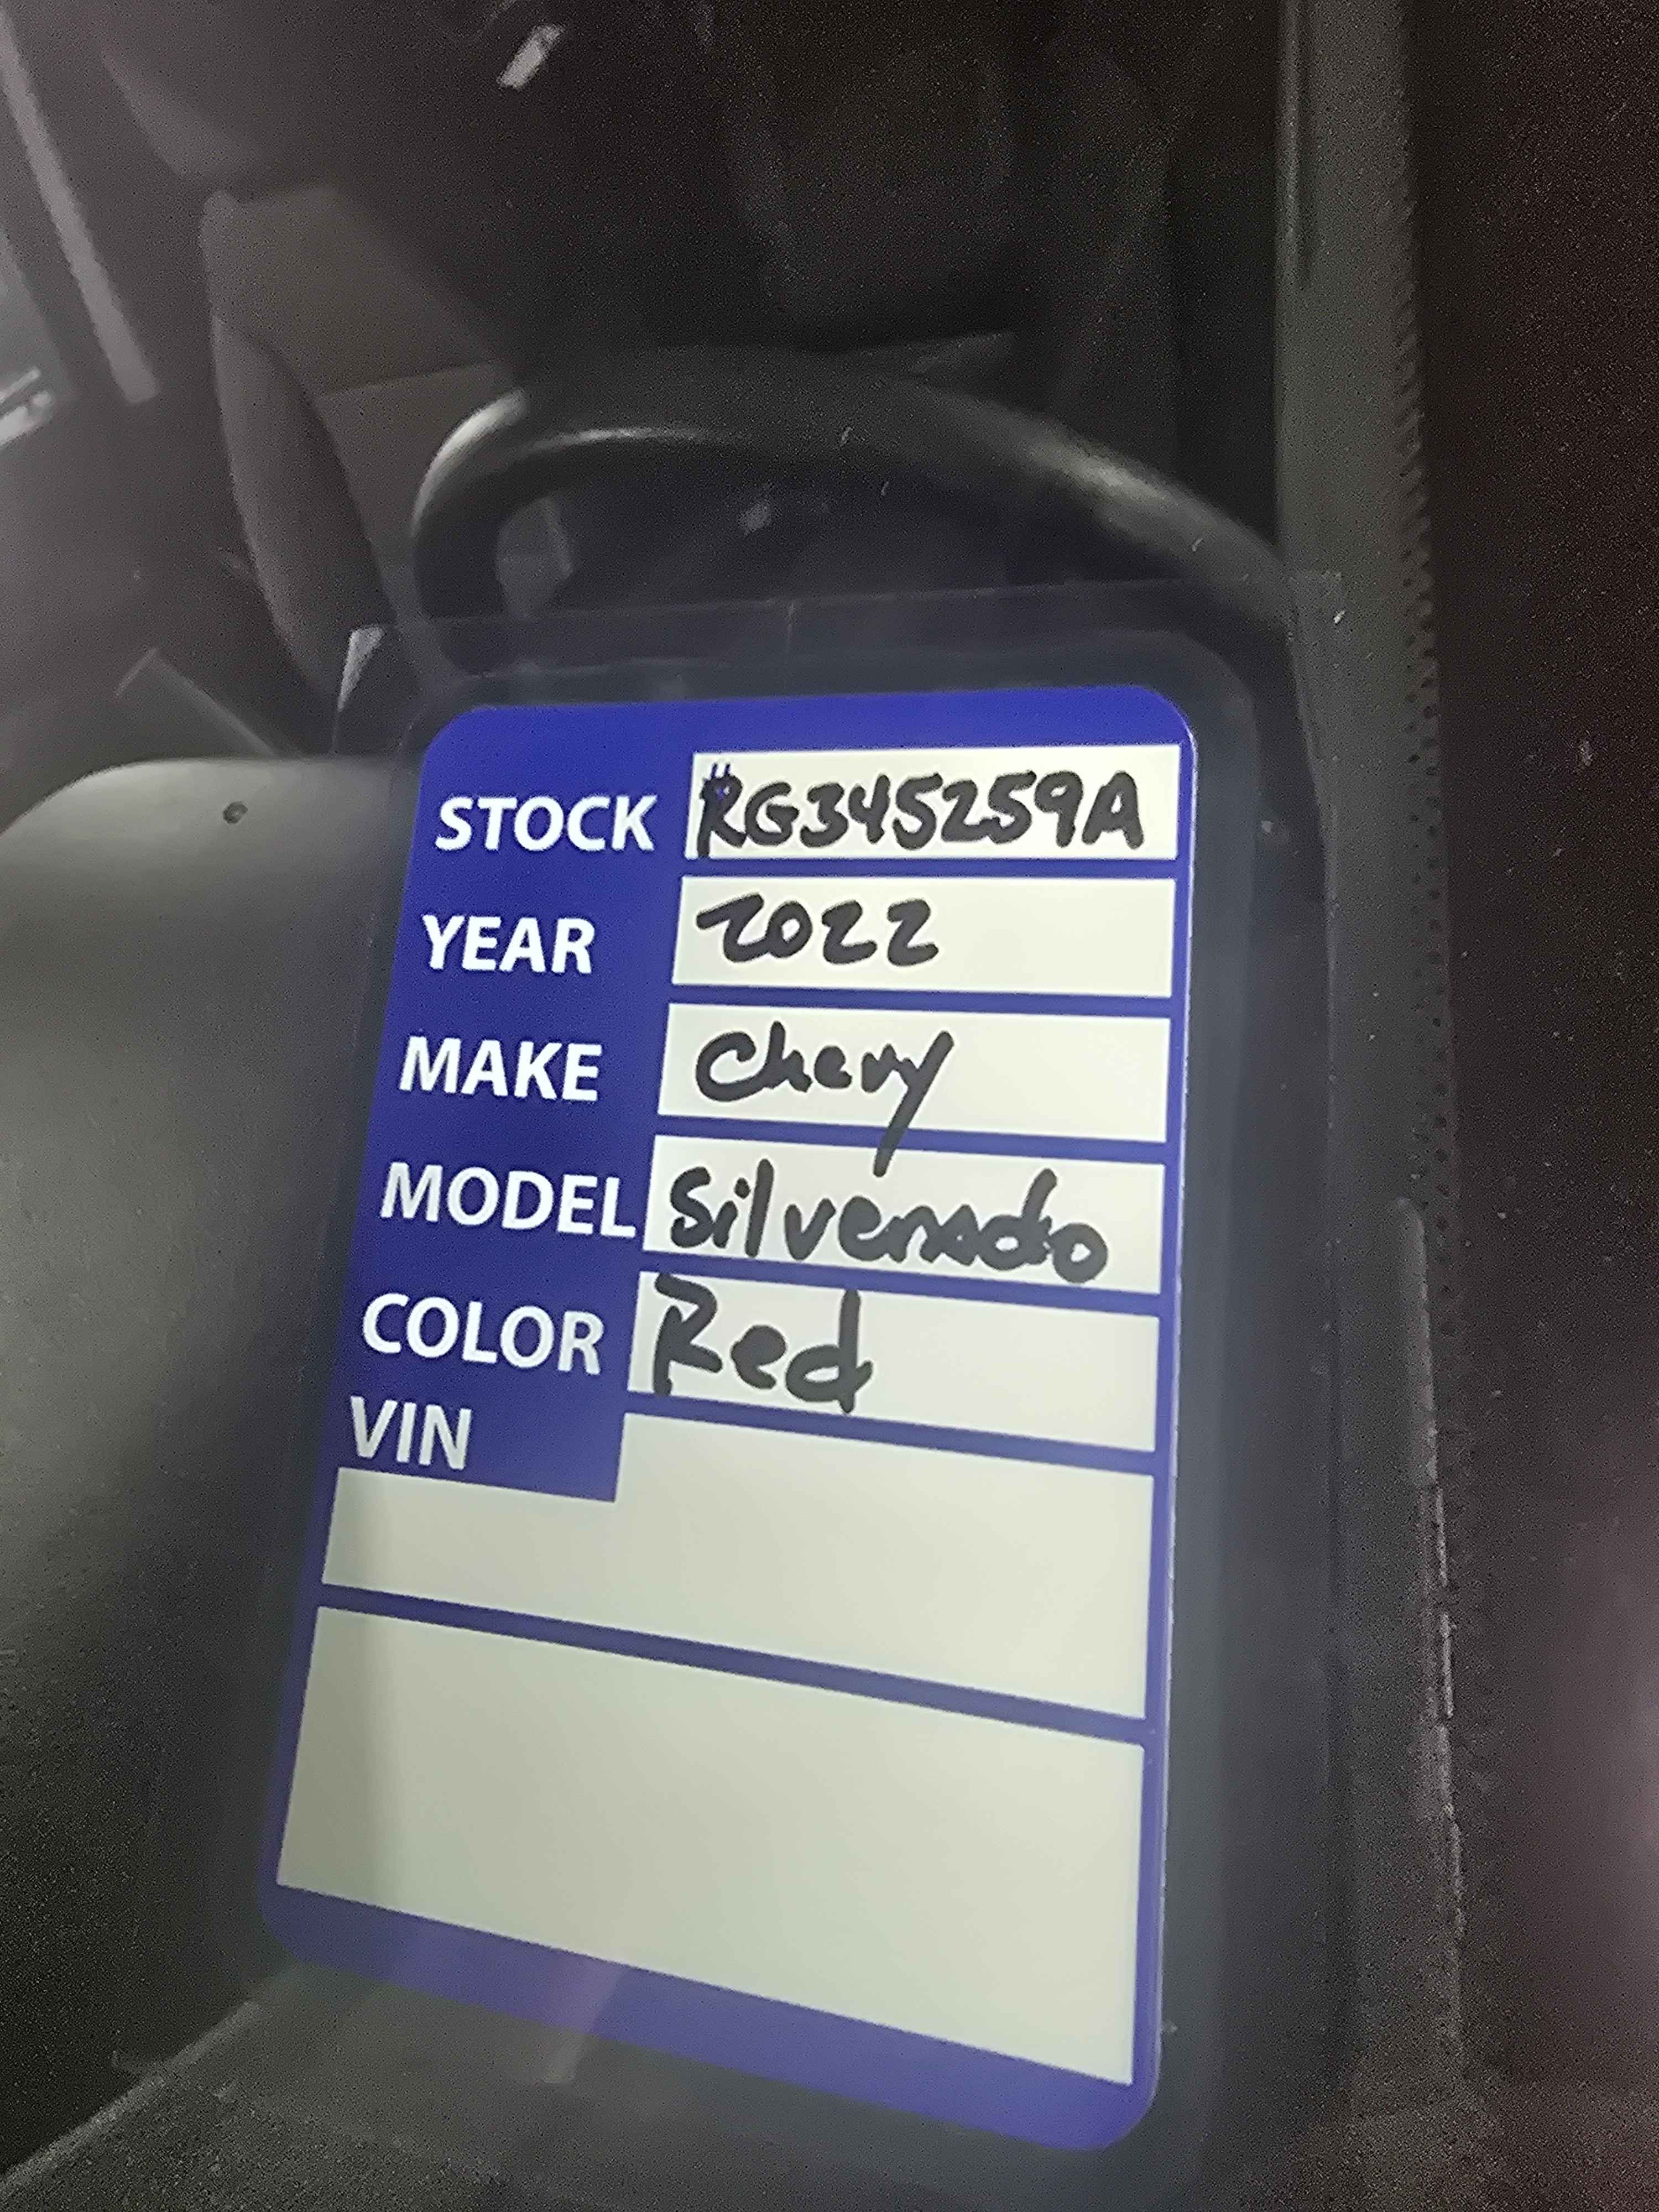 STOCK RG345259A
YEAR 2022
MAKE Chevy
MODEL Silverado
COLOR Red
VIN